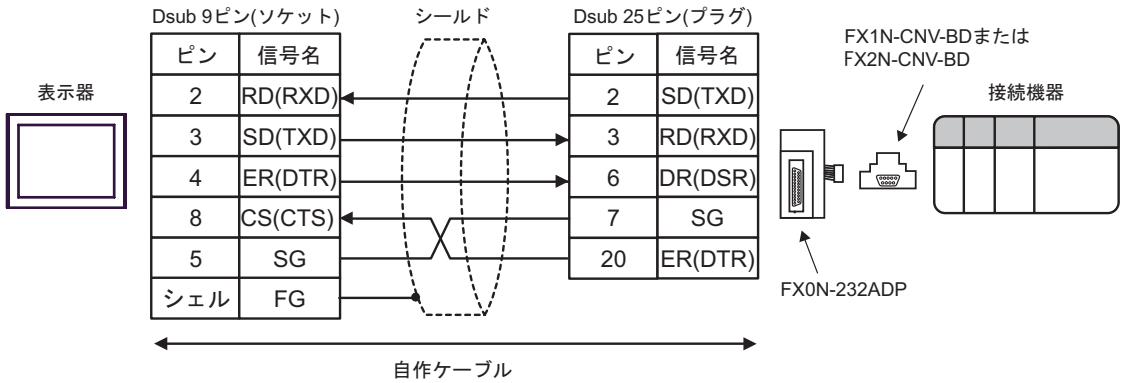 Dsub 9ピン(ソケット)
シールド
Dsub 25ピン(プラグ)
FX1N-CNV-BDまたは
FX2N-CNV-BD
表示器
接続機器
ピン 信号名
2 RD(RXD)
3 SD(TXD)
4 ER(DTR)
8 CS(CTS)
5 SG
シェル FG
ピン 信号名
2 SD(TXD)
3 RD(RXD)
6 DR(DSR)
7 SG
20 ER(DTR)
FX0N-232ADP
自作ケーブル